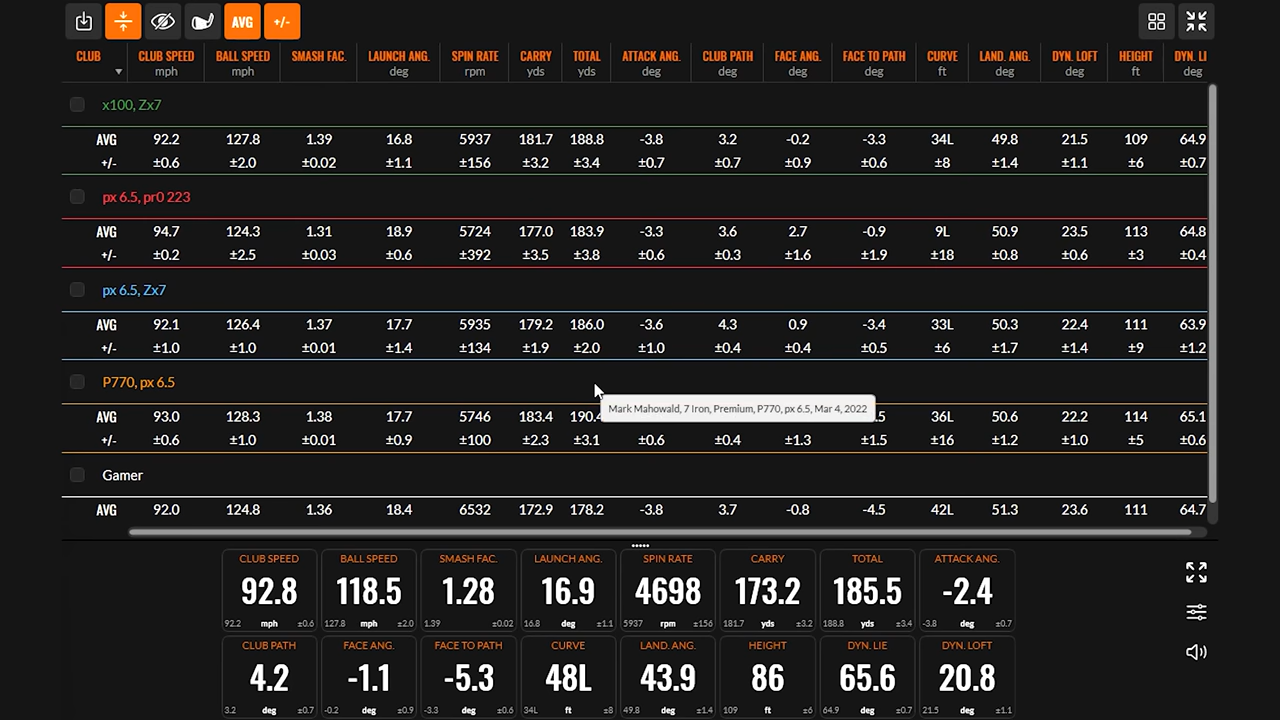 AVG +/-
CLUB CLUB SPEED BALL SPEED SMASH FAC. LAUNCH ANG. SPIN RATE CARRY TOTAL ATTACK ANG. CLUB PATH FACE ANG. FACE TO PATH CURVE LAND. ANG. DYN. LOFT HEIGHT DYN. LI
mph mph deg rpm yds yds deg deg deg deg ft deg deg ft deg
x100, Zx7
AVG 92.2 127.8 1.39 16.8 5937 181.7 188.8 -3.8 3.2 -0.2 -3.3 34L 49.8 21.5 109 64.9
+/- ±0.6 ±2.0 ±0.02 ±1.1 ±156 ±3.2 ±3.4 ±0.7 ±0.7 ±0.9 ±0.6 ±8 ±1.4 ±1.1 ±6 ±0.7
px 6.5, pr0 223
AVG 94.7 124.3 1.31 18.9 5724 177.0 183.9 -3.3 3.6 2.7 -0.9 9L 50.9 23.5 113 64.8
+/- ±0.2 ±2.5 ±0.03 ±0.6 ±392 ±3.5 ±3.8 ±0.6 ±0.3 ±1.6 ±1.9 ±18 ±0.8 ±0.6 ±3 ±0.4
px 6.5, Zx7
AVG 92.1 126.4 1.37 17.7 5935 179.2 186.0 -3.6 4.3 0.9 -3.4 33L 50.3 22.4 111 63.9
+/- ±1.0 ±1.0 ±0.01 ±1.4 ±134 ±1.9 ±2.0 ±1.0 ±0.4 ±0.4 ±0.5 ±6 ±1.7 ±1.4 ±9 ±1.2
P770, px 6.5
Mark Mahowald, 7 Iron, Premium, P770, px 6.5, Mar 4, 2022
AVG 93.0 128.3 1.38 17.7 5746 183.4 190.4 .5 36L 50.6 22.2 114 65.1
+/- ±0.6 ±1.0 ±0.01 ±0.9 ±100 ±2.3 ±3.1 ±0.6 ±0.4 ±1.3 ±1.5 ±16 ±1.2 ±1.0 ±5 ±0.6
Gamer
AVG 92.0 124.8 1.36 18.4 6532 172.9 178.2 -3.8 3.7 -0.8 -4.5 42L 51.3 23.6 111 64.7
CLUB SPEED BALL SPEED SMASH FAC. LAUNCH ANG. SPIN RATE CARRY TOTAL ATTACK ANG.
92.8 118.5 1.28 16.9 4698 173.2 185.5 -2.4
92.2 mph ±0.6 127.8 mph ±2.0 1.39 ±0.02 16.8 deg ±1.1 5937 rpm ±156 181.7 yds ±3.2 188.8 yds ±3.4 -3.8 deg ±0.7
CLUB PATH FACE ANG. FACE TO PATH CURVE LAND. ANG. HEIGHT DYN. LIE DYN. LOFT
4.2 -1.1 -5.3 48L 43.9 86 65.6 20.8
3.2 deg ±0.7 -0.2 deg ±0.9 -3.3 deg ±0.6 34L ft ±8 49.8 deg ±1.4 109 ft ±6 64.9 deg ±0.7 21.5 deg ±1.1